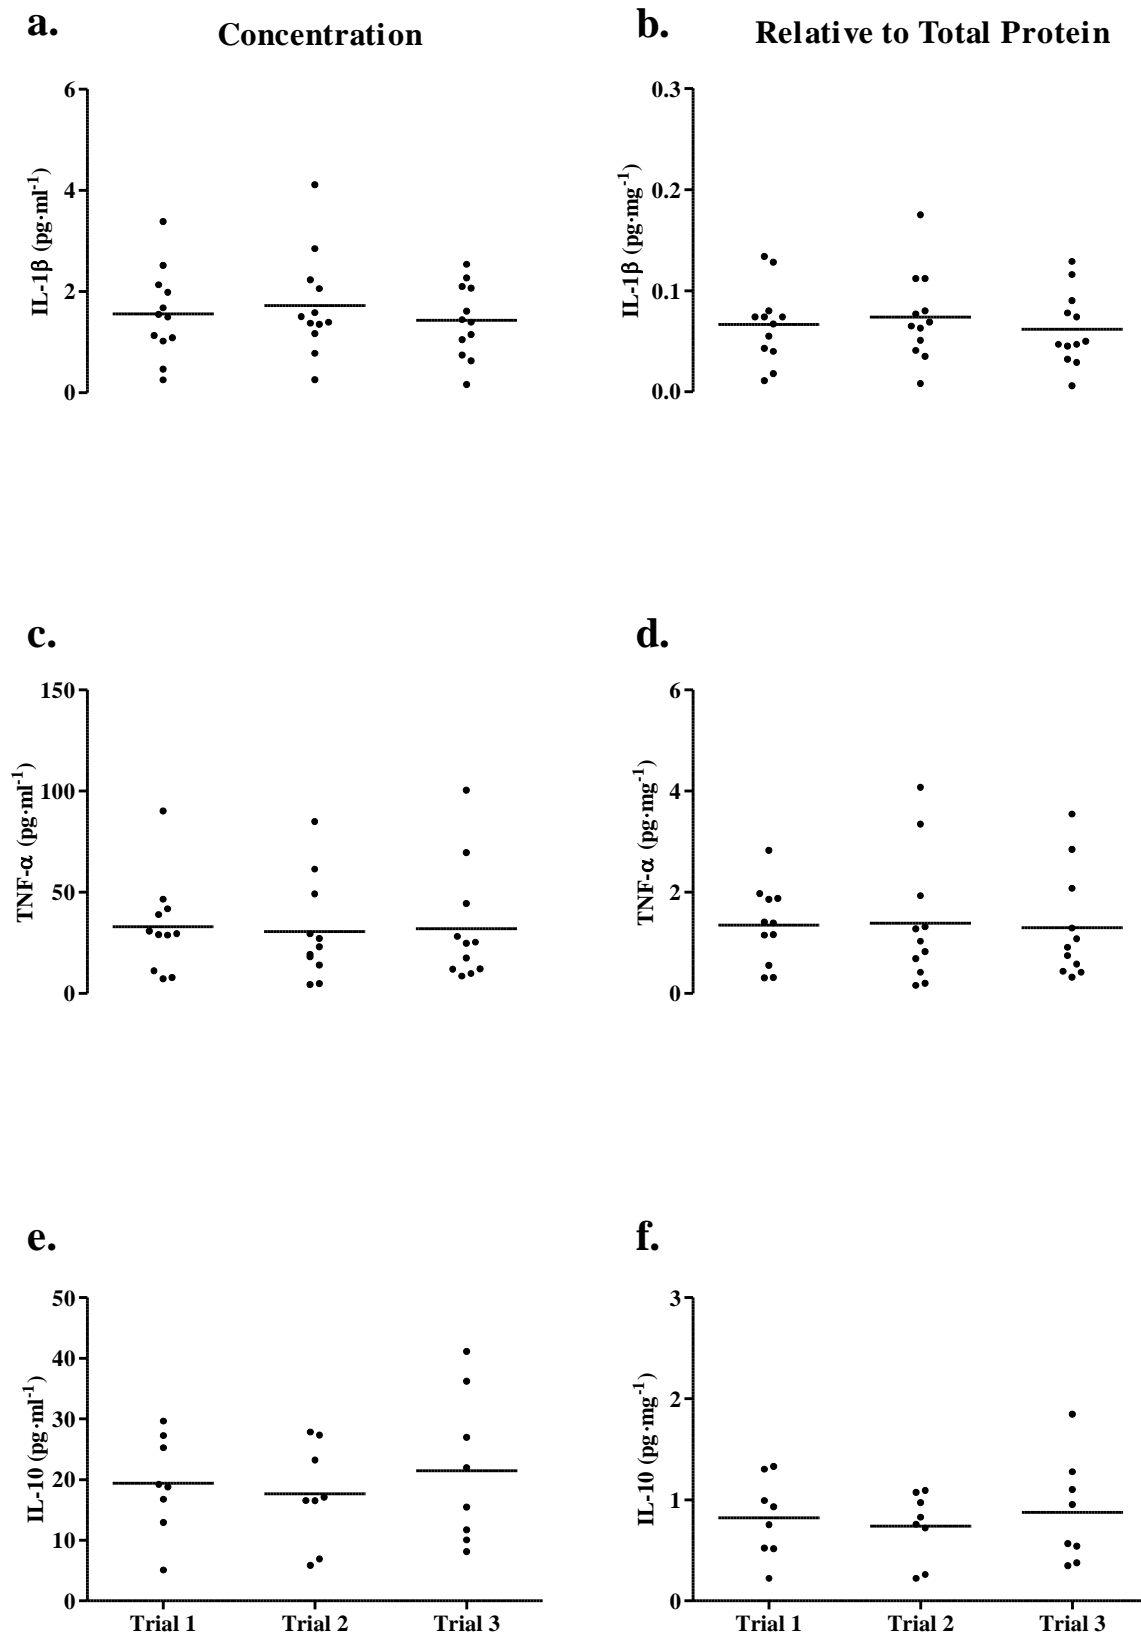 a.
Concentration
b.
Relative to Total Protein
IL-1β (pg·ml⁻¹)
6
4
2
0
IL-1β (pg·mg⁻¹)
0.3
0.2
0.1
0.0
c.
d.
TNF-α (pg·ml⁻¹)
150
100
50
0
TNF-α (pg·mg⁻¹)
6
4
2
0
e.
f.
IL-10 (pg·ml⁻¹)
50
40
30
20
10
0
Trial 1 Trial 2 Trial 3
IL-10 (pg·mg⁻¹)
3
2
1
0
Trial 1 Trial 2 Trial 3